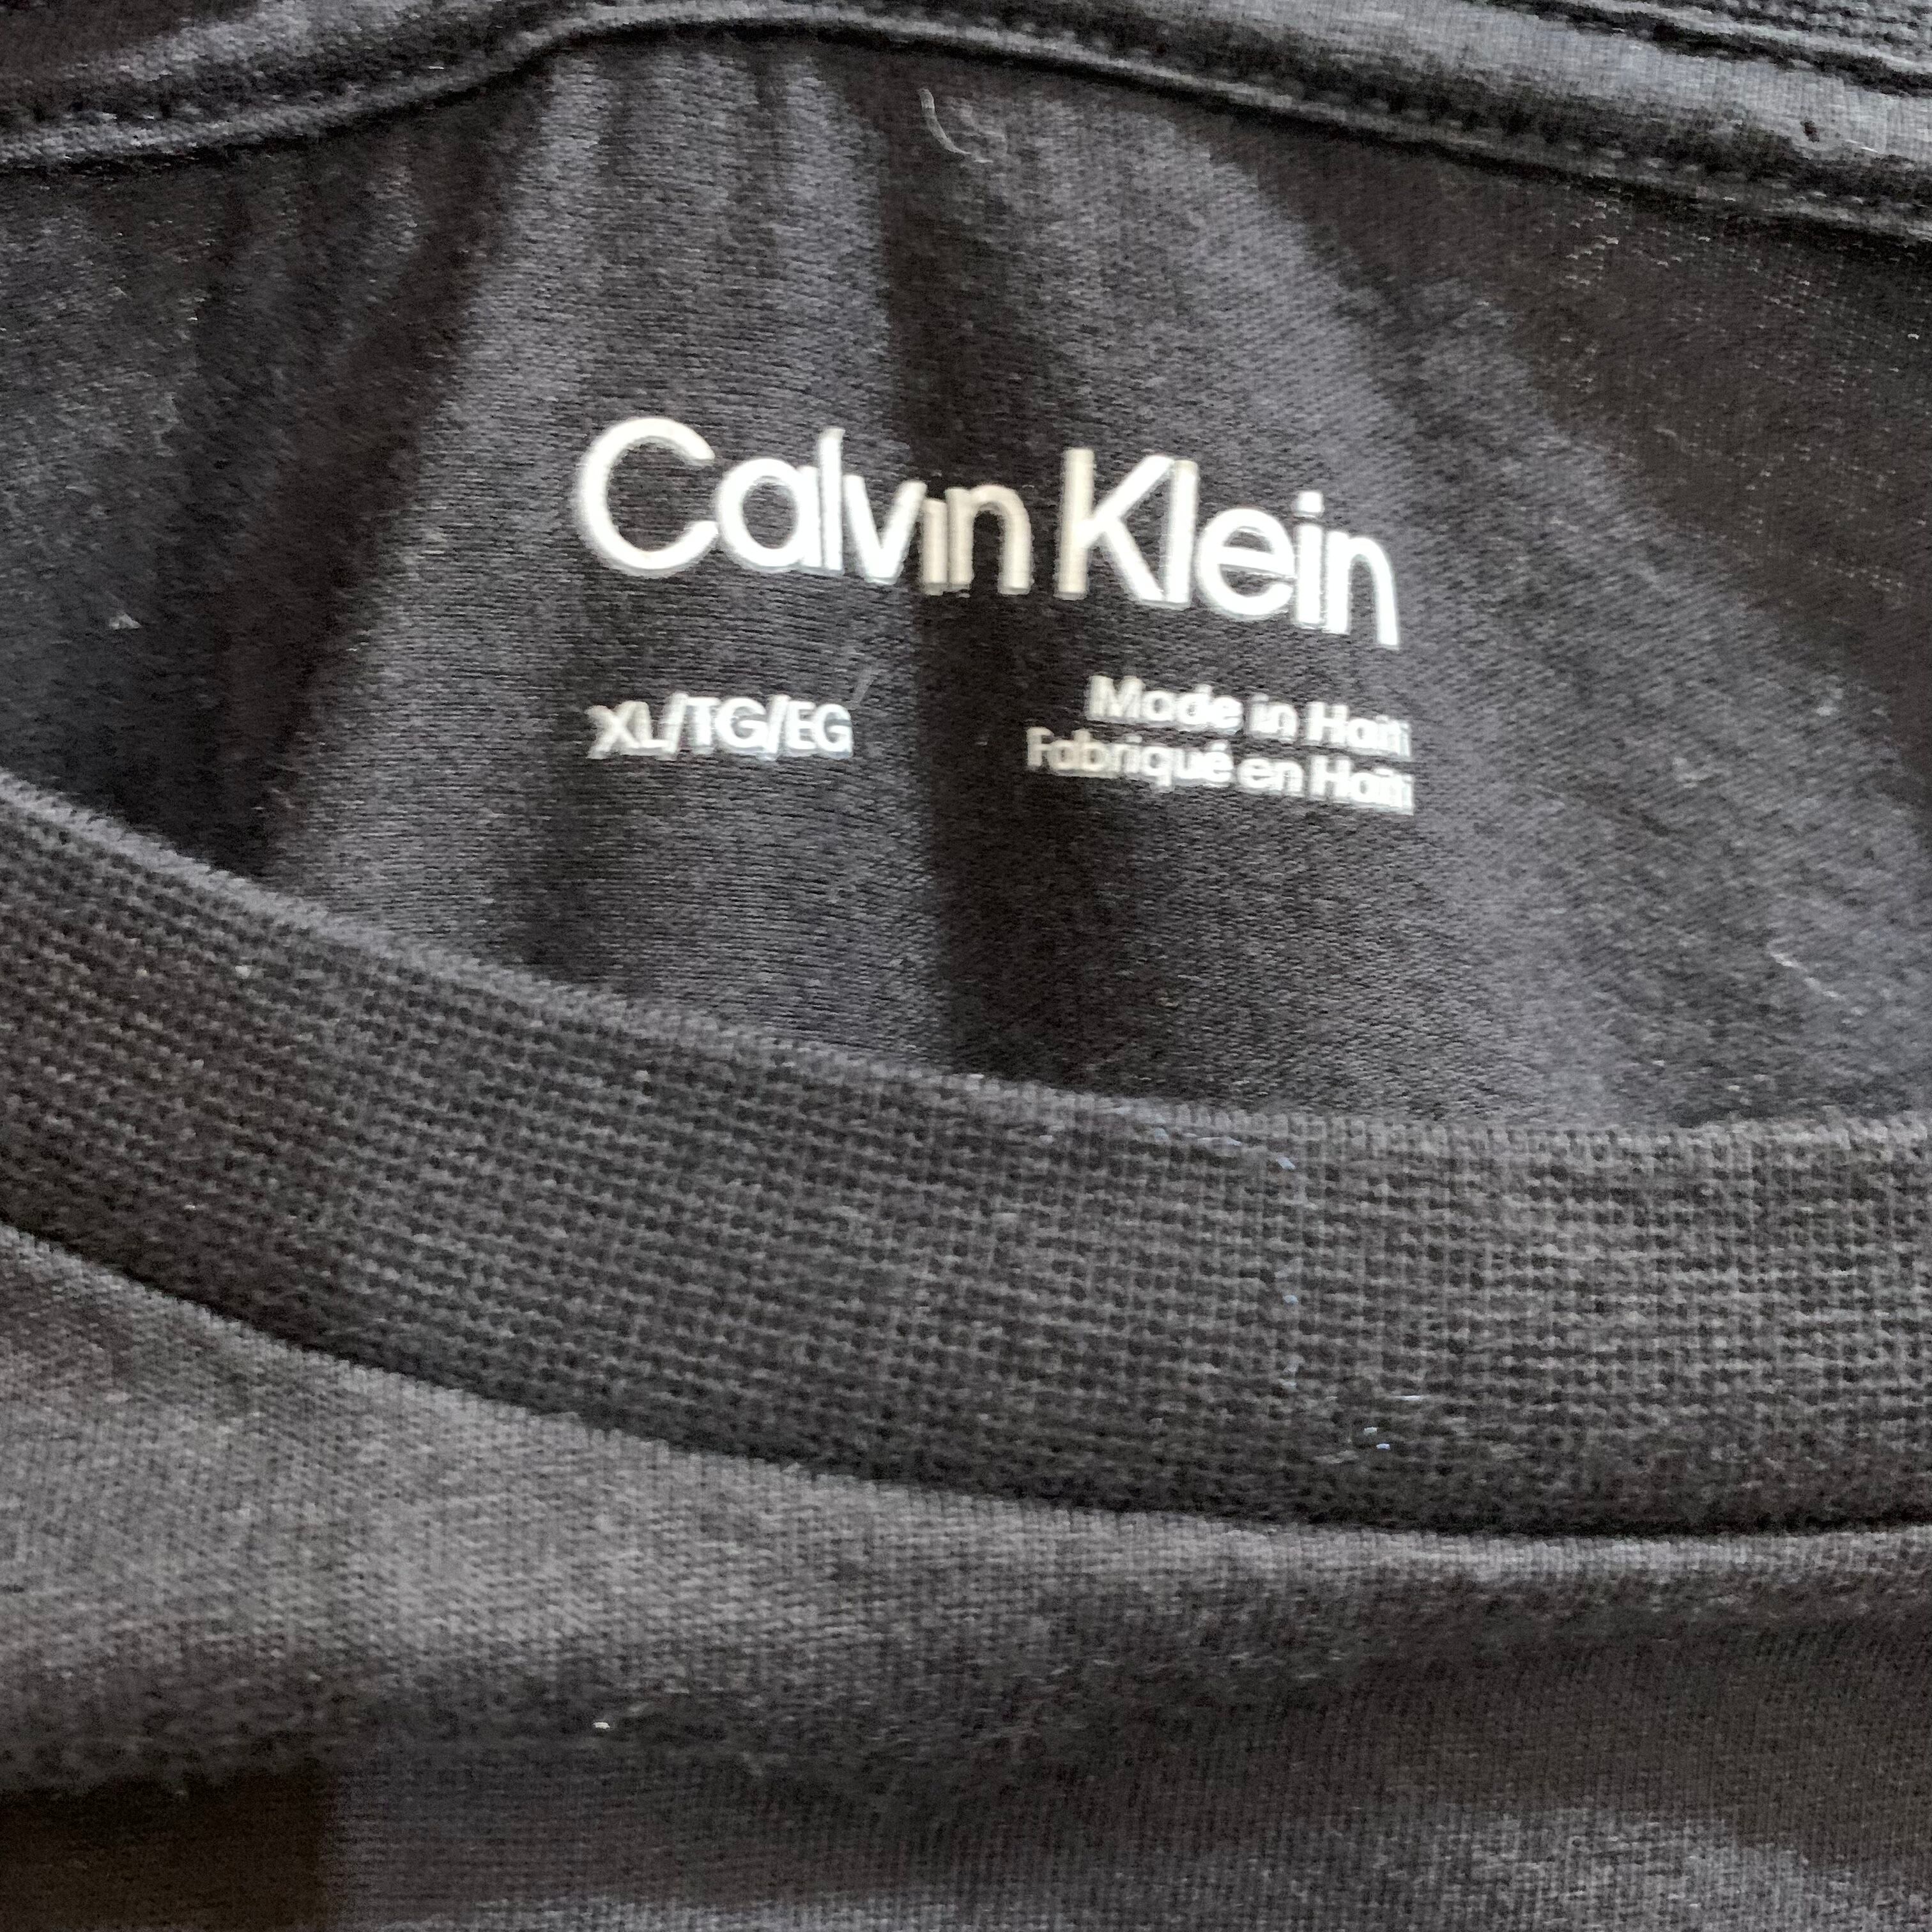 Calvin Klein
XL/TG/EG
Made in Haiti
Fabriqué en Haïti